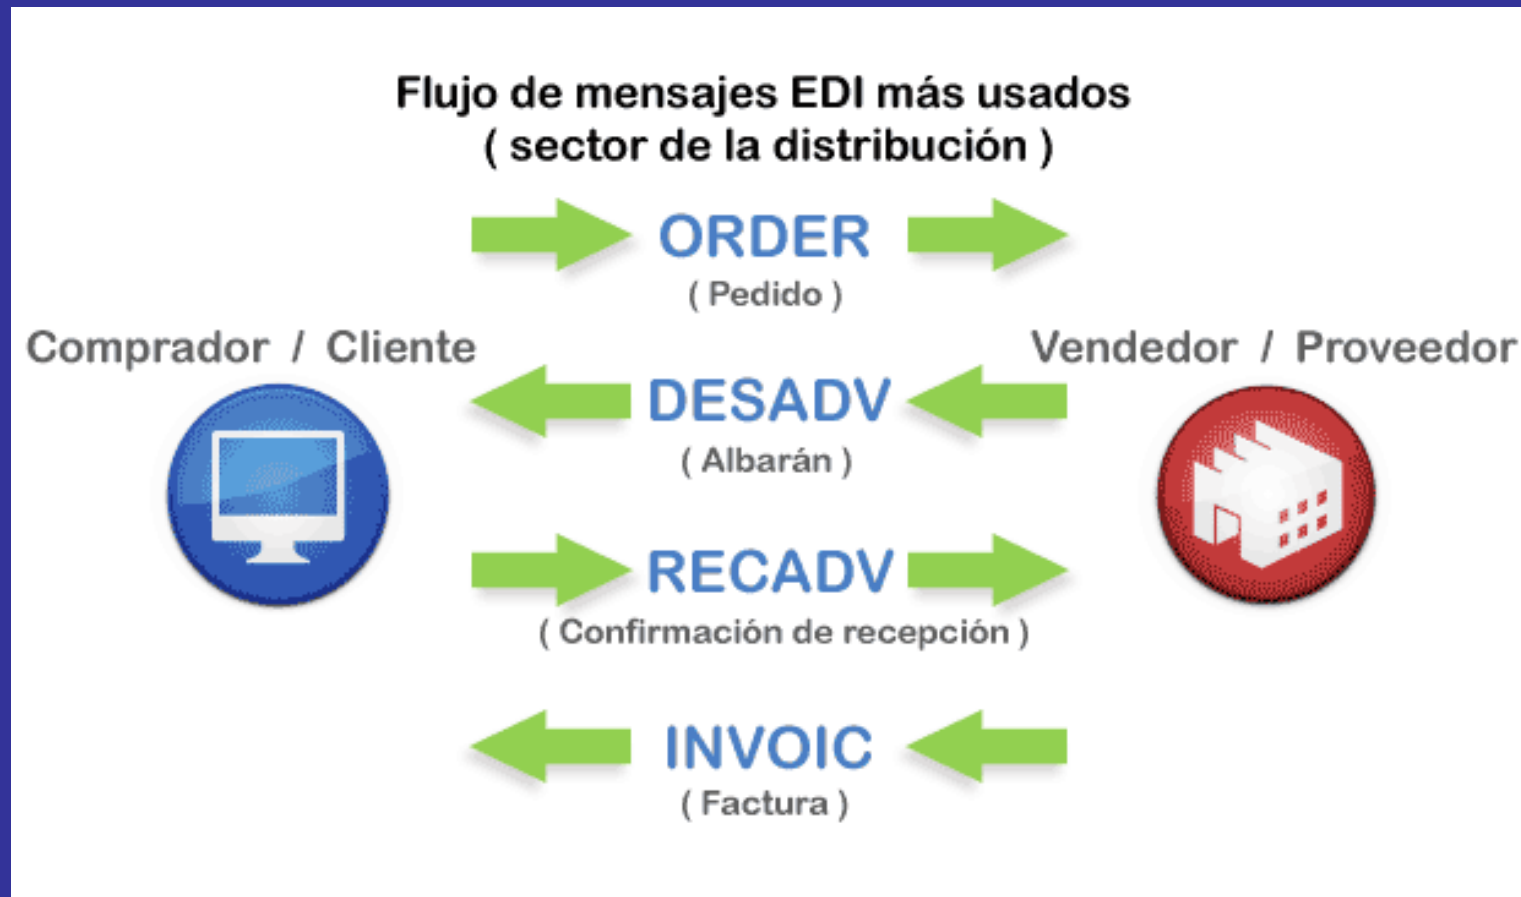 Flujo de mensajes EDI más usados
( sector de la distribución )
ORDER
( Pedido )
Comprador / Cliente
Vendedor / Proveedor
DESADV
( Albarán )
RECADV
( Confirmación de recepción )
INVOIC
( Factura )